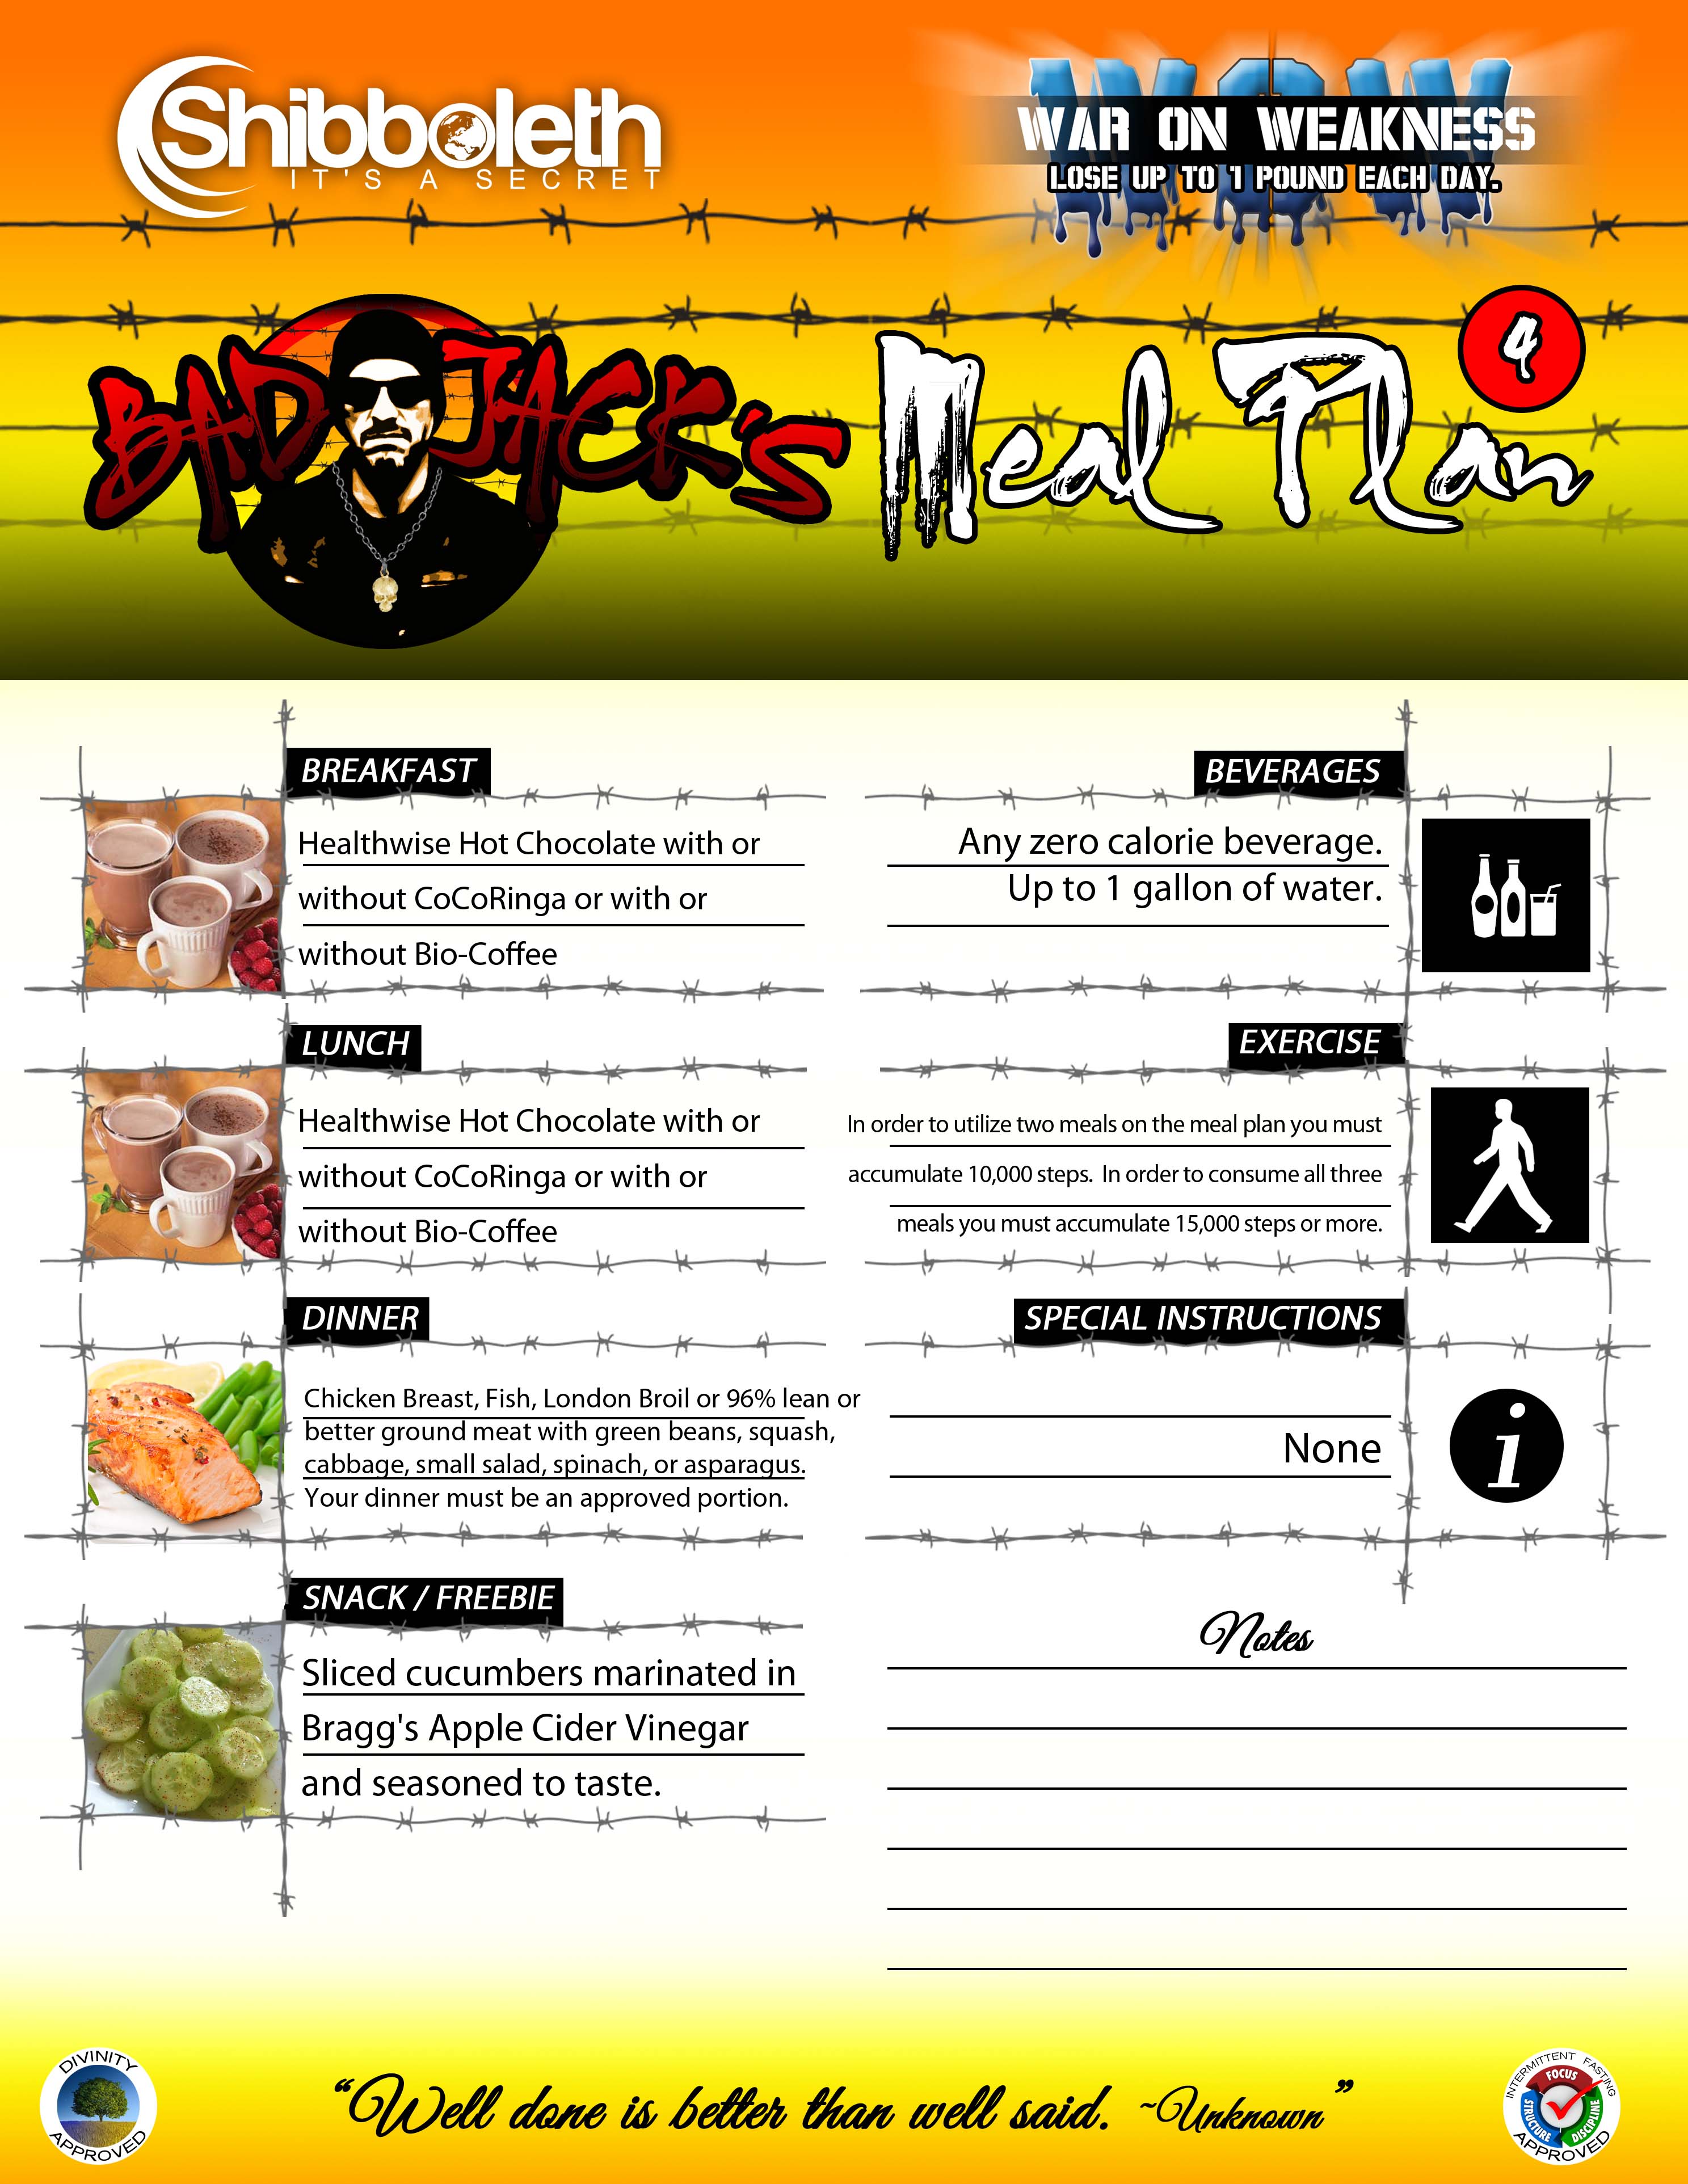 Shibboleth
IT'S A SECRET
WOW
WAR ON WEAKNESS
LOSE UP TO 1 POUND EACH DAY.
BAD JACK'S Meal Plan 4
BREAKFAST
Healthwise Hot Chocolate with or
without CoCoRinga or with or
without Bio-Coffee
LUNCH
Healthwise Hot Chocolate with or
without CoCoRinga or with or
without Bio-Coffee
DINNER
Chicken Breast, Fish, London Broil or 96% lean or
better ground meat with green beans, squash,
cabbage, small salad, spinach, or asparagus.
Your dinner must be an approved portion.
SNACK / FREEBIE
Sliced cucumbers marinated in
Bragg's Apple Cider Vinegar
and seasoned to taste.
BEVERAGES
Any zero calorie beverage.
Up to 1 gallon of water.
EXERCISE
In order to utilize two meals on the meal plan you must
accumulate 10,000 steps. In order to consume all three
meals you must accumulate 15,000 steps or more.
SPECIAL INSTRUCTIONS
None
i
Notes
DIVINITY
APPROVED
“Well done is better than well said. ~Unknown”
INTERMITTENT FASTING
FOCUS
STRUCTURE
DISCIPLINE
APPROVED